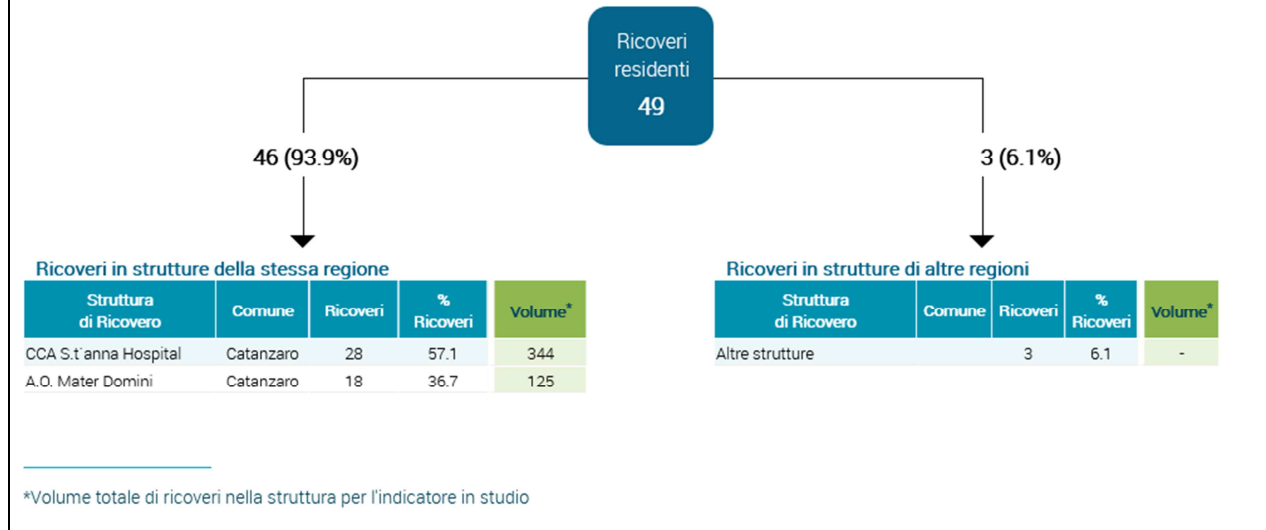 Ricoveri
residenti
49
46 (93.9%)
3 (6.1%)
Ricoveri in strutture della stessa regione
Struttura
di Ricovero
Comune
Ricoveri
%
Ricoveri
Volume*
CCA S.t`anna Hospital Catanzaro 28 57.1 344
A.O. Mater Domini Catanzaro 18 36.7 125
Ricoveri in strutture di altre regioni
Struttura
di Ricovero
Comune
Ricoveri
%
Ricoveri
Volume*
Altre strutture 3 6.1 -
*Volume totale di ricoveri nella struttura per l'indicatore in studio